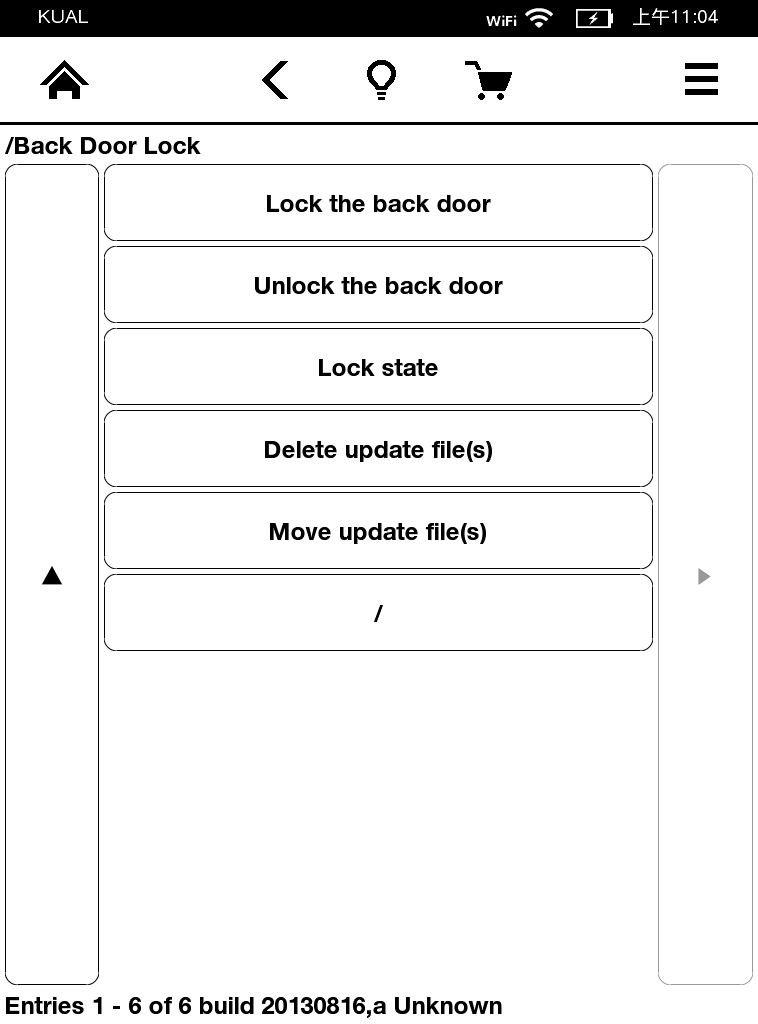 KUAL WiFi 上午11:04
/Back Door Lock
Lock the back door
Unlock the back door
Lock state
Delete update file(s)
Move update file(s)
/
Entries 1 - 6 of 6 build 20130816,a Unknown